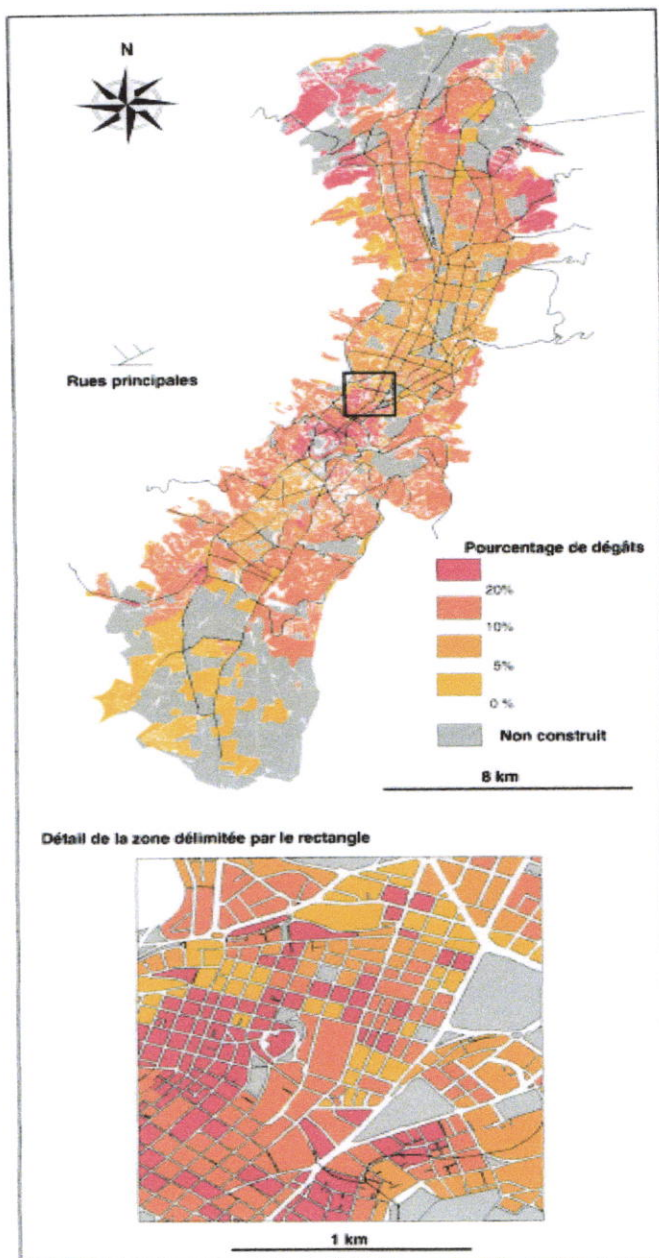 N
Rues principales
Pourcentage de dégâts
20%
10%
5%
0 %
Non construit
8 km
Détail de la zone délimitée par le rectangle
1 km